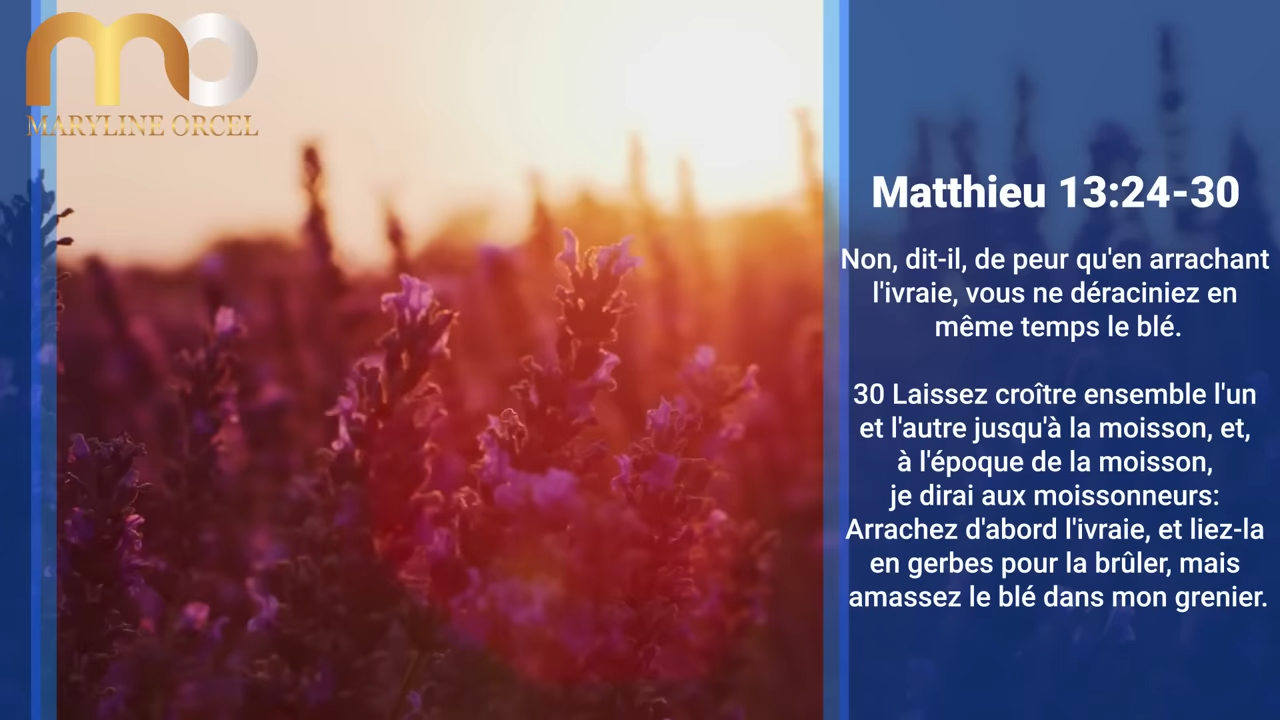 mo
MARYLINE ORCEL
Matthieu 13:24-30
Non, dit-il, de peur qu'en arrachant
l'ivraie, vous ne déraciniez en
même temps le blé.
30 Laissez croître ensemble l'un
et l'autre jusqu'à la moisson, et,
à l'époque de la moisson,
je dirai aux moissonneurs:
Arrachez d'abord l'ivraie, et liez-la
en gerbes pour la brûler, mais
amassez le blé dans mon grenier.